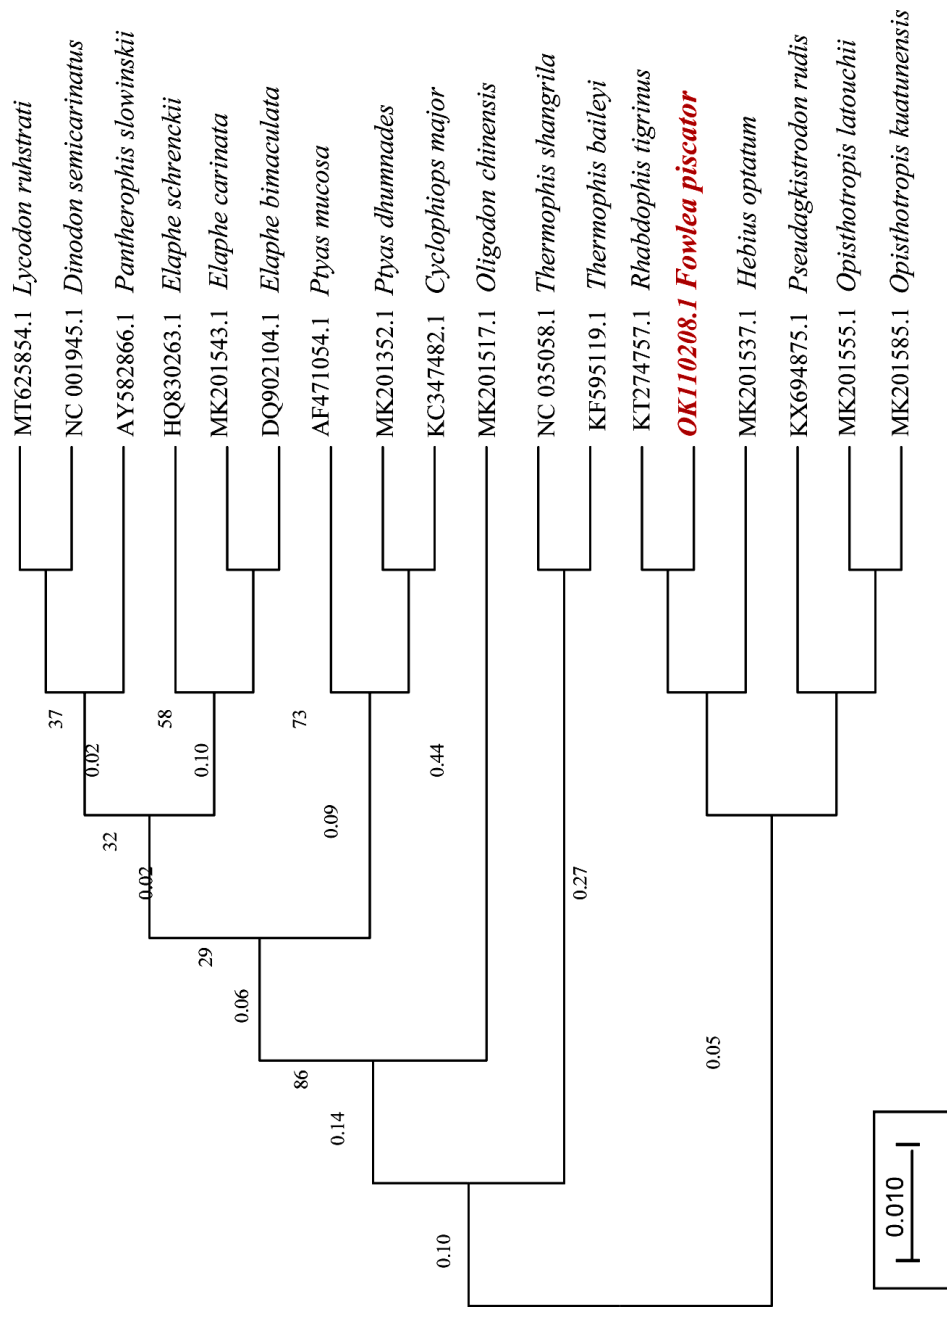 MT625854.1 Lycodon ruhstrati
NC 001945.1 Dinodon semicarinatus
AY582866.1 Pantherophis slowinskii
HQ830263.1 Elaphe schrenckii
MK201543.1 Elaphe carinata
DQ902104.1 Elaphe bimaculata
AF471054.1 Ptyas mucosa
MK201352.1 Ptyas dhumnades
KC347482.1 Cyclophiops major
MK201517.1 Oligodon chinensis
NC 035058.1 Thermophis shangrila
KF595119.1 Thermophis baileyi
KT274757.1 Rhabdophis tigrinus
OK110208.1 Fowlea piscator
MK201537.1 Hebius optatum
KX694875.1 Pseudagkistrodon rudis
MK201555.1 Opisthotropis latouchii
MK201585.1 Opisthotropis kuatunensis
37
0.02
58
0.10
73
0.44
32
0.02
0.09
29
0.06
0.27
86
0.14
0.05
0.10
0.010